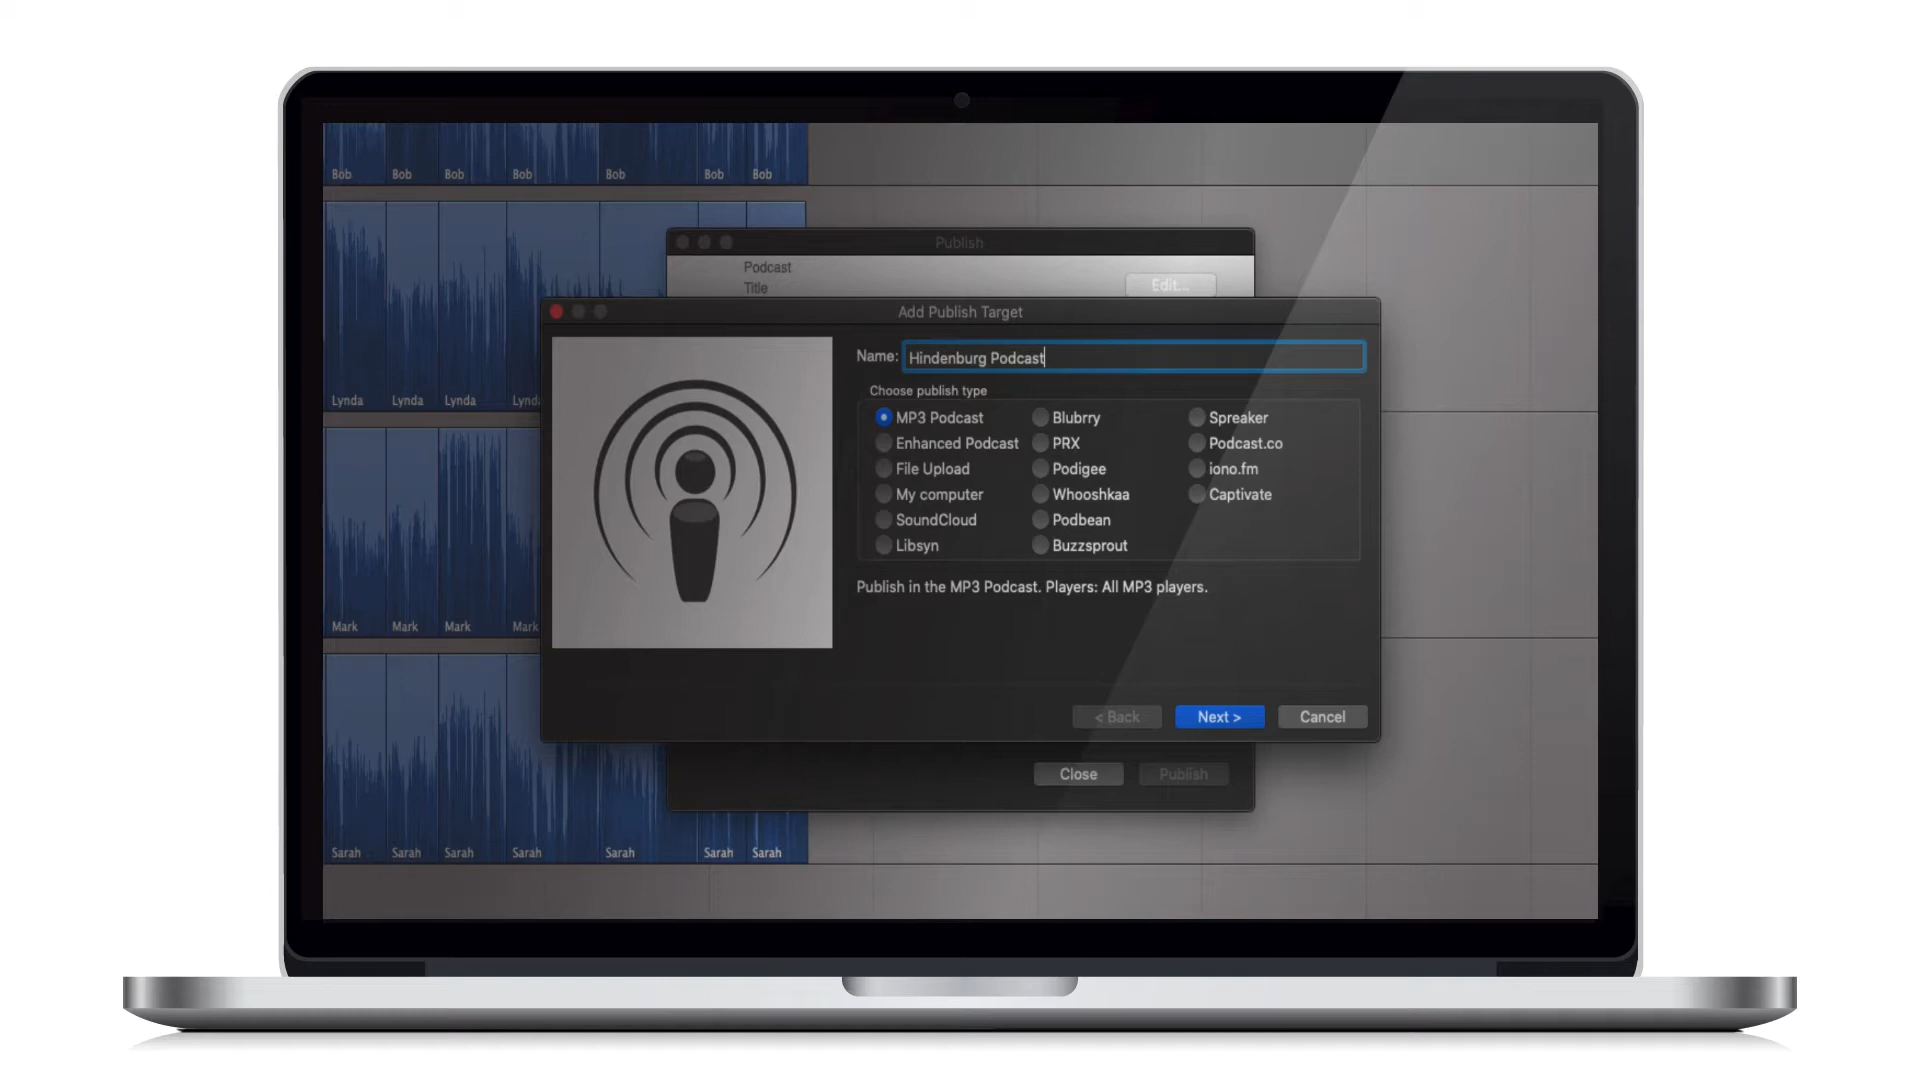 Bob Bob Bob Bob Bob Bob Bob
Publish
Podcast
Title
Edit...
Add Publish Target
Name: Hindenburg Podcast
Choose publish type
MP3 Podcast Blubrry Spreaker
Enhanced Podcast PRX Podcast.co
File Upload Podigee iono.fm
My computer Whooshkaa Captivate
SoundCloud Podbean
Libsyn Buzzsprout
Publish in the MP3 Podcast. Players: All MP3 players.
< Back Next > Cancel
Close Publish
Lynda Lynda Lynda Lynd
Mark Mark Mark Mark
Sarah Sarah Sarah Sarah Sarah Sarah Sarah